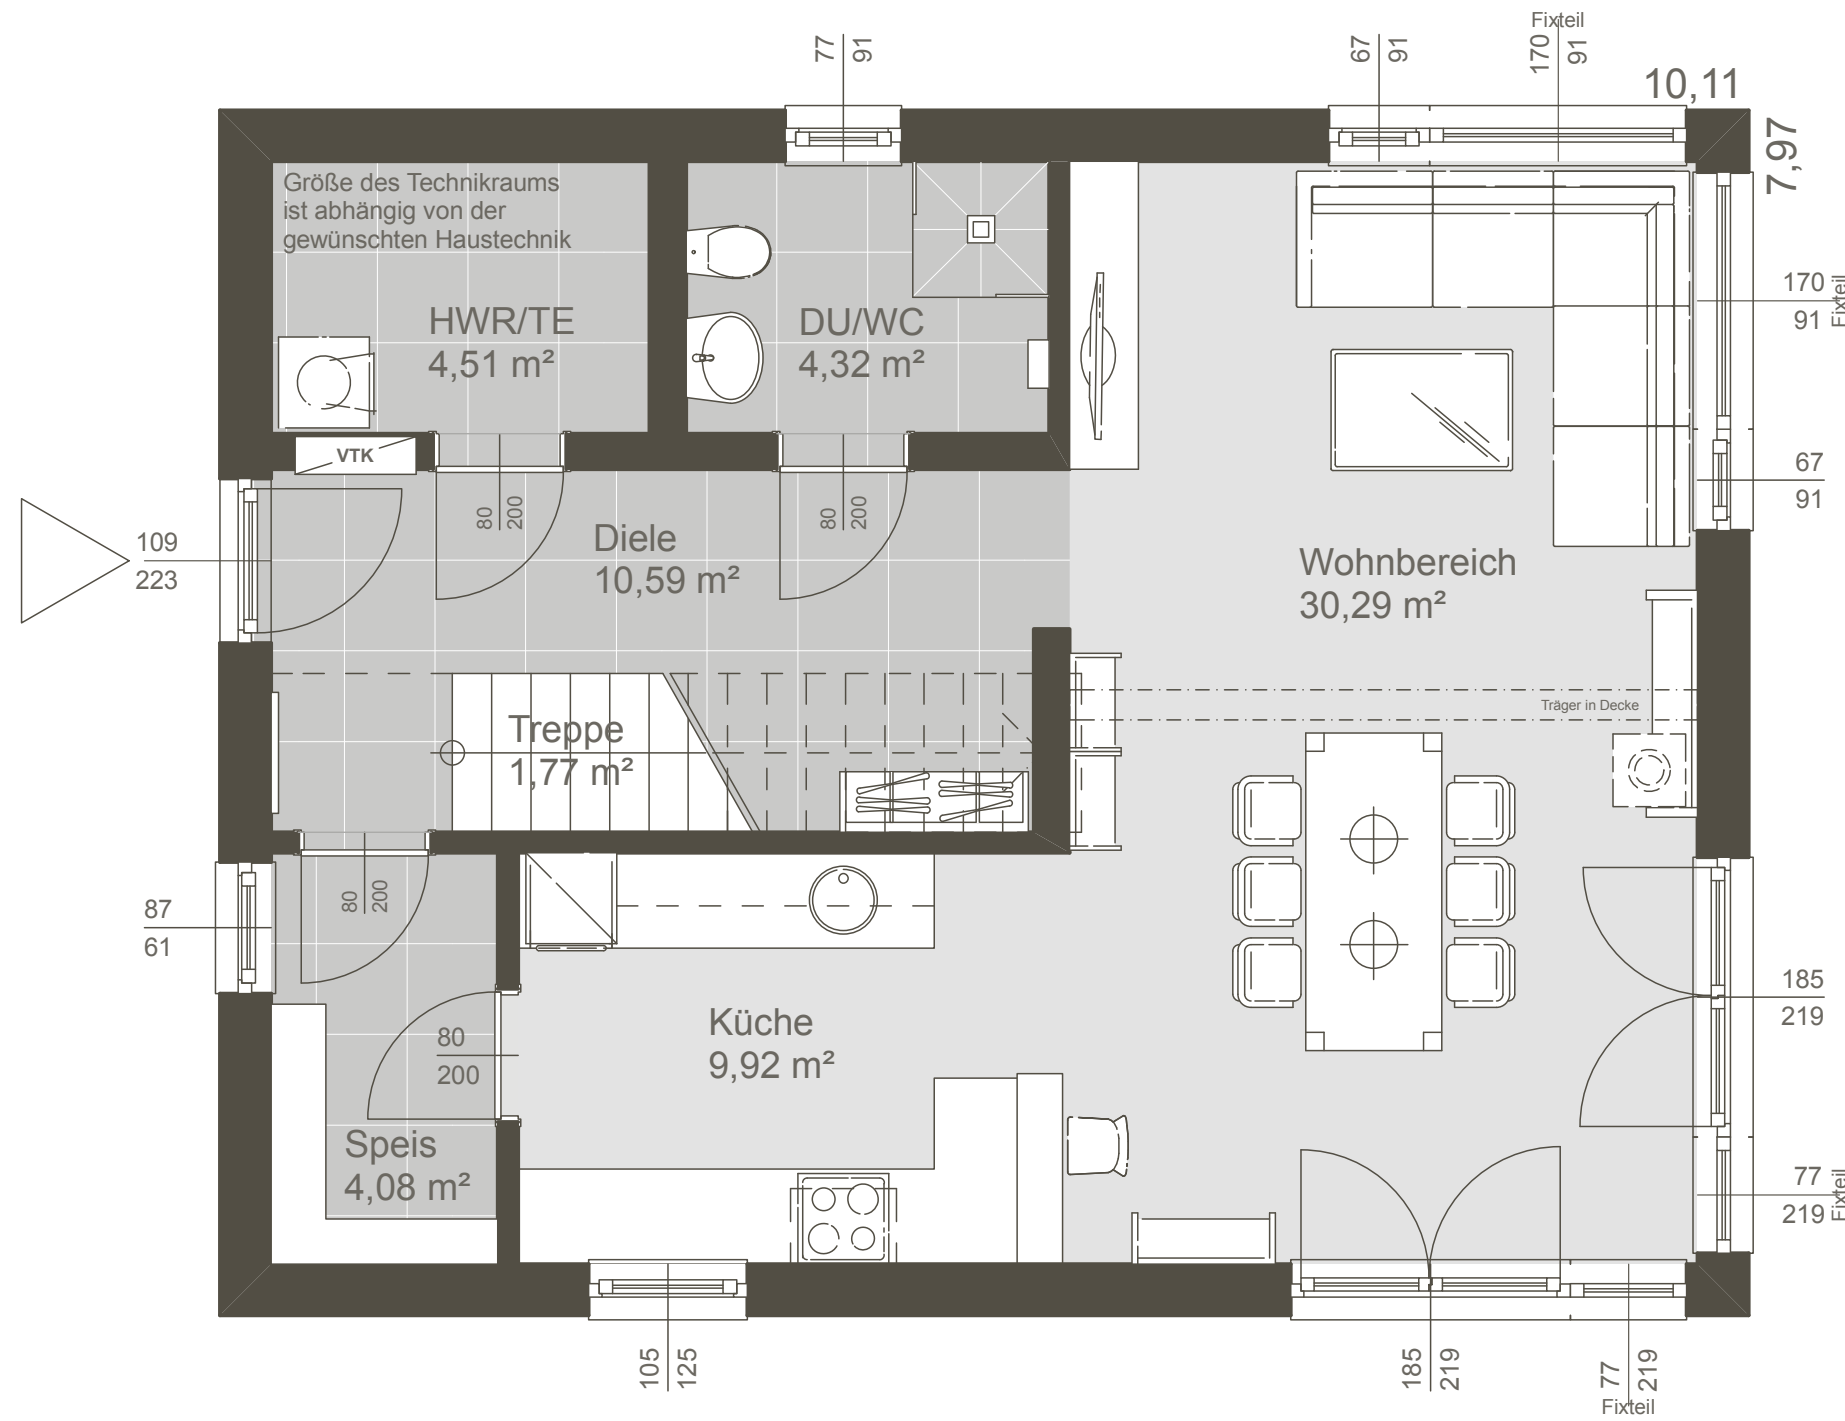 Fixteil
77
91
67
91
170
91
10,11
7,97
Größe des Technikraums
ist abhängig von der
gewünschten Haustechnik
HWR/TE
4,51 m²
DU/WC
4,32 m²
170
91
Fixteil
VTK
67
91
80
200
80
200
109
223
Diele
10,59 m²
Wohnbereich
30,29 m²
Träger in Decke
Treppe
1,77 m²
80
200
87
61
185
219
Küche
9,92 m²
80
200
Speis
4,08 m²
77
219
Fixteil
105
125
185
219
77
219
Fixteil